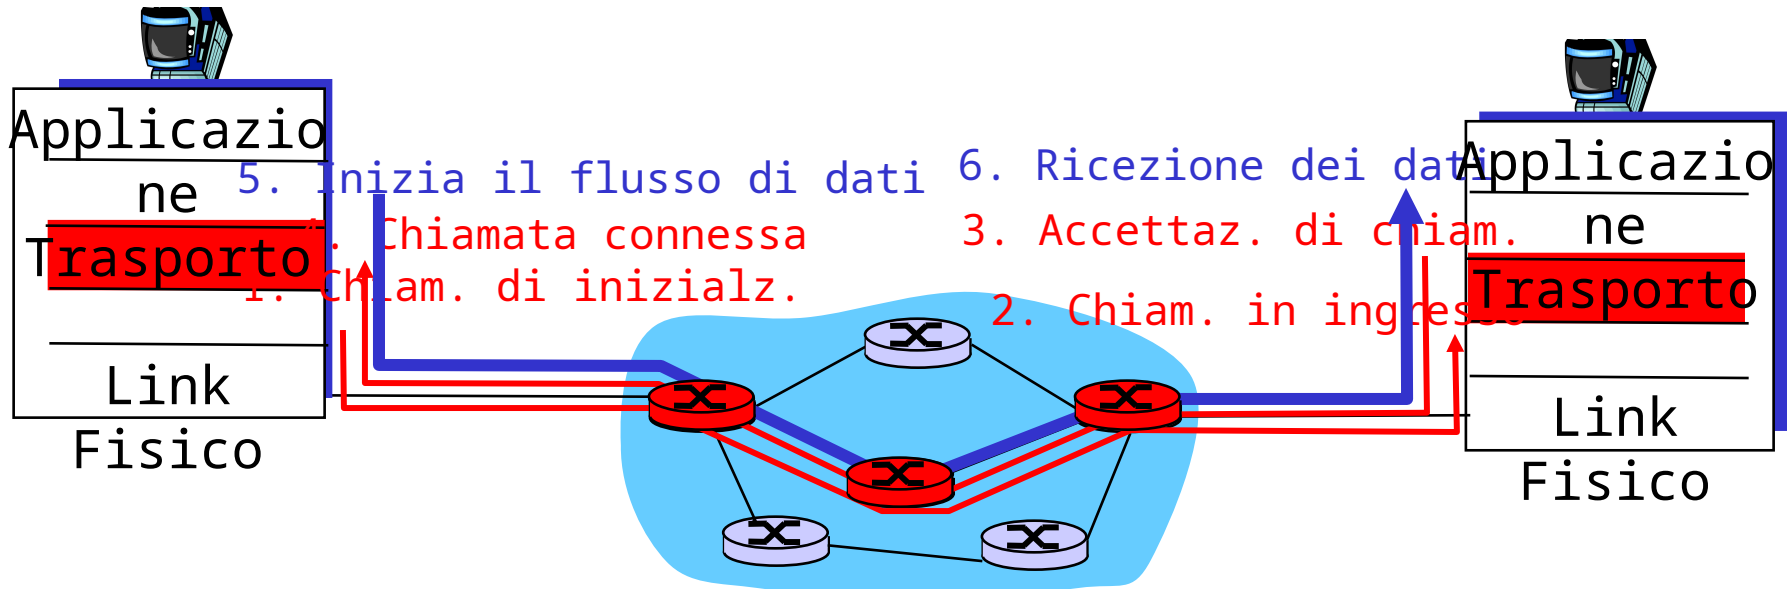 Applicazio
ne
Trasporto
Link
Fisico
5. Inizia il flusso di dati
4. Chiamata connessa
1. Chiam. di inizialz.
6. Ricezione dei dati
3. Accettaz. di chiam.
2. Chiam. in ingresso
Applicazio
ne
Trasporto
Link
Fisico